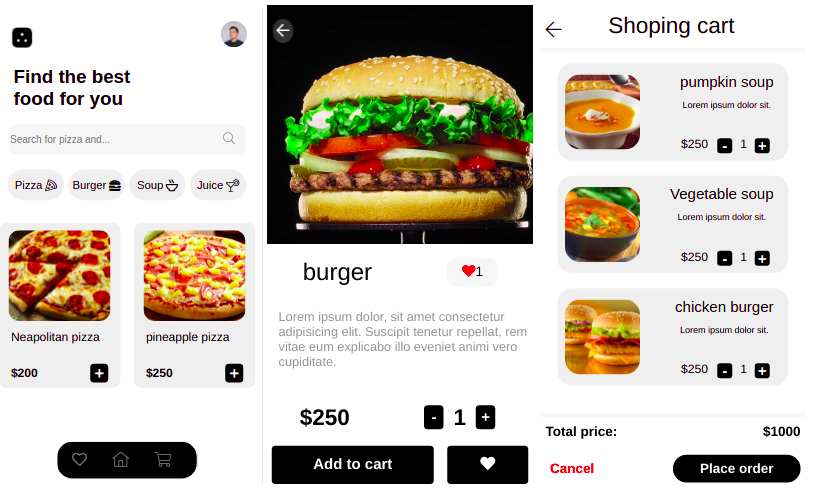 Find the best
food for you
Search for pizza and...
Pizza
Burger
Soup
Juice
Neapolitan pizza
$200
+
pineapple pizza
$250
+
burger
1
Lorem ipsum dolor, sit amet consectetur
adipisicing elit. Suscipit tenetur repellat, rem
vitae eum explicabo illo eveniet animi vero
cupiditate.
$250
- 1 +
Add to cart
Shoping cart
pumpkin soup
Lorem ipsum dolor sit.
$250 - 1 +
Vegetable soup
Lorem ipsum dolor sit.
$250 - 1 +
chicken burger
Lorem ipsum dolor sit.
$250 - 1 +
Total price: $1000
Cancel
Place order